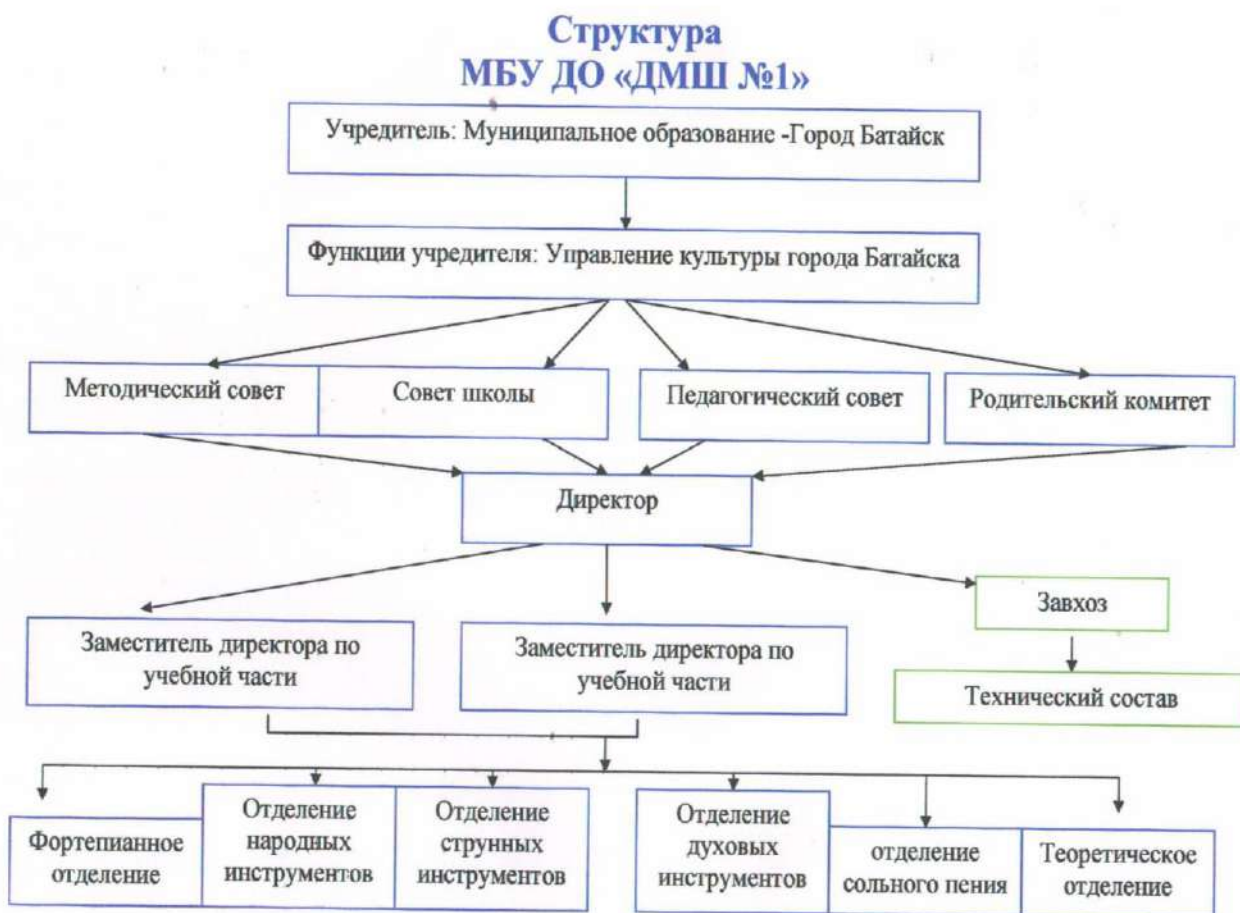 Структура
МБУ ДО «ДМШ №1»
Учредитель: Муниципальное образование -Город Батайск
Функции учредителя: Управление культуры города Батайска
Методический совет
Совет школы
Педагогический совет
Родительский комитет
Директор
Завхоз
Заместитель директора по
учебной части
Заместитель директора по
учебной части
Технический состав
Фортепианное
отделение
Отделение
народных
инструментов
Отделение
струнных
инструментов
Отделение
духовых
инструментов
отделение
сольного пения
Теоретическое
отделение